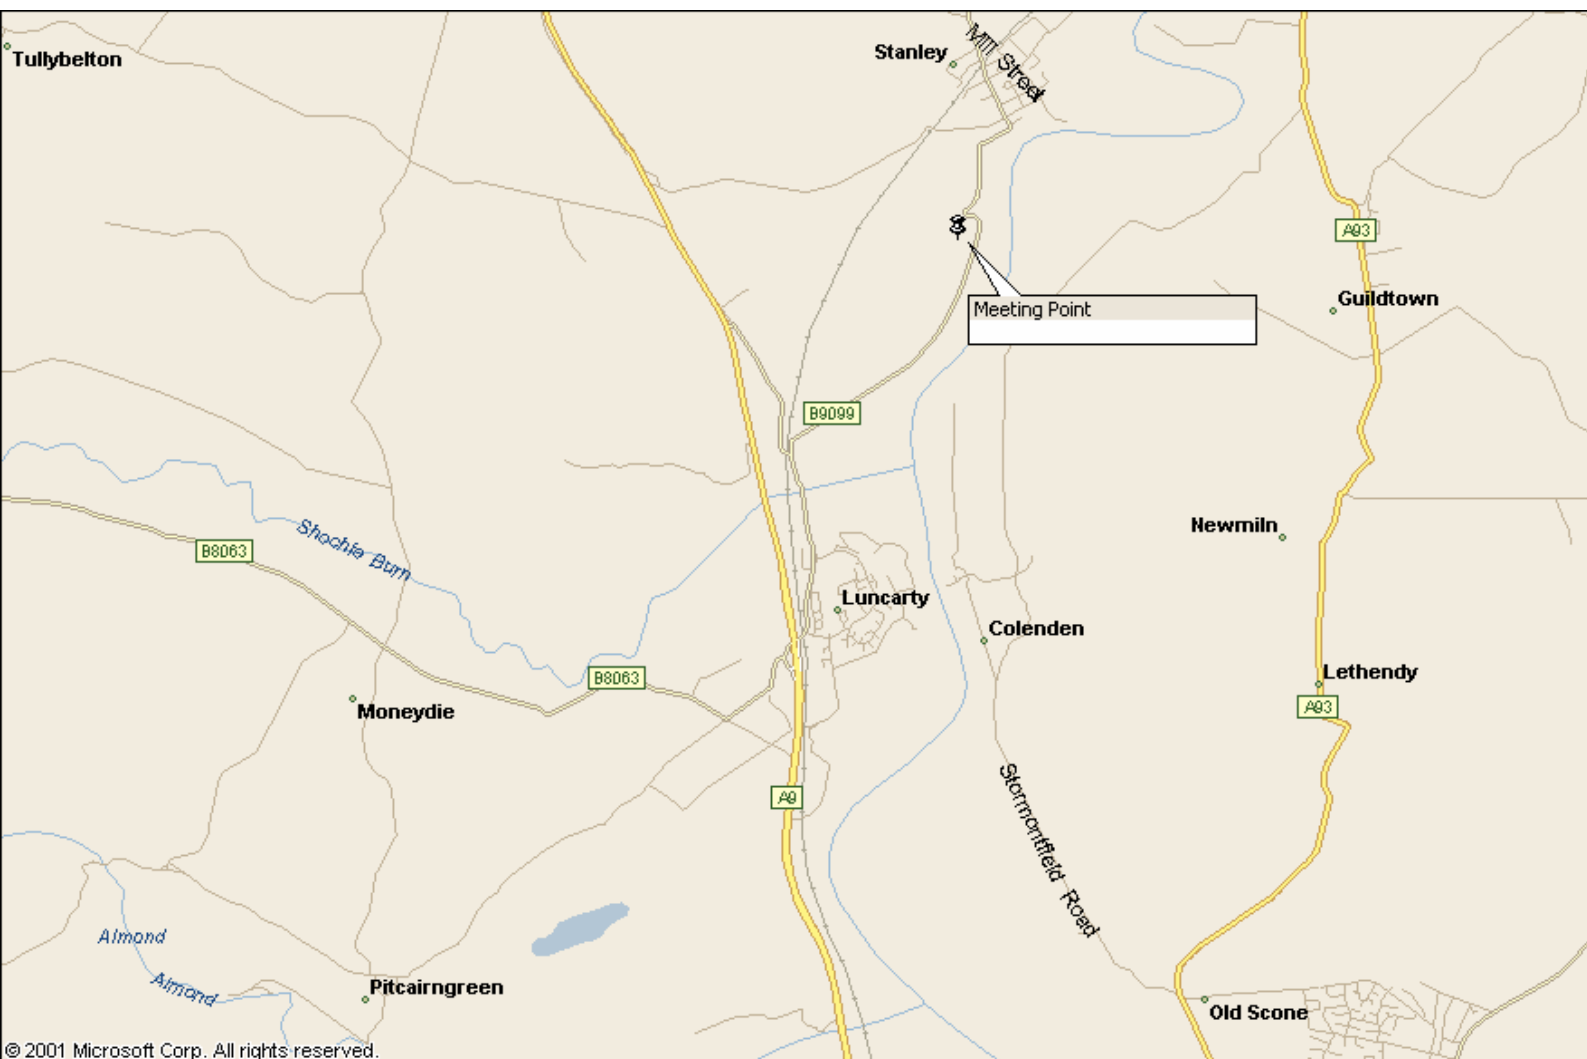 Tullybelton
Stanley
Mill Street
A93
Guildtown
Meeting Point
B9099
Newmiln
Shochie Burn
B8063
Luncarty
Colenden
B8063
Lethendy
A93
Moneydie
Stormontfield Road
A9
Almond
Almond
Pitcairngreen
Old Scone
© 2001 Microsoft Corp. All rights reserved.